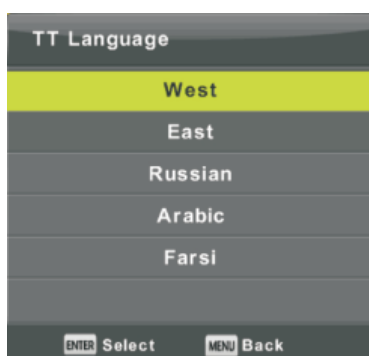 TT Language
West
East
Russian
Arabic
Farsi
ENTER Select MENU Back